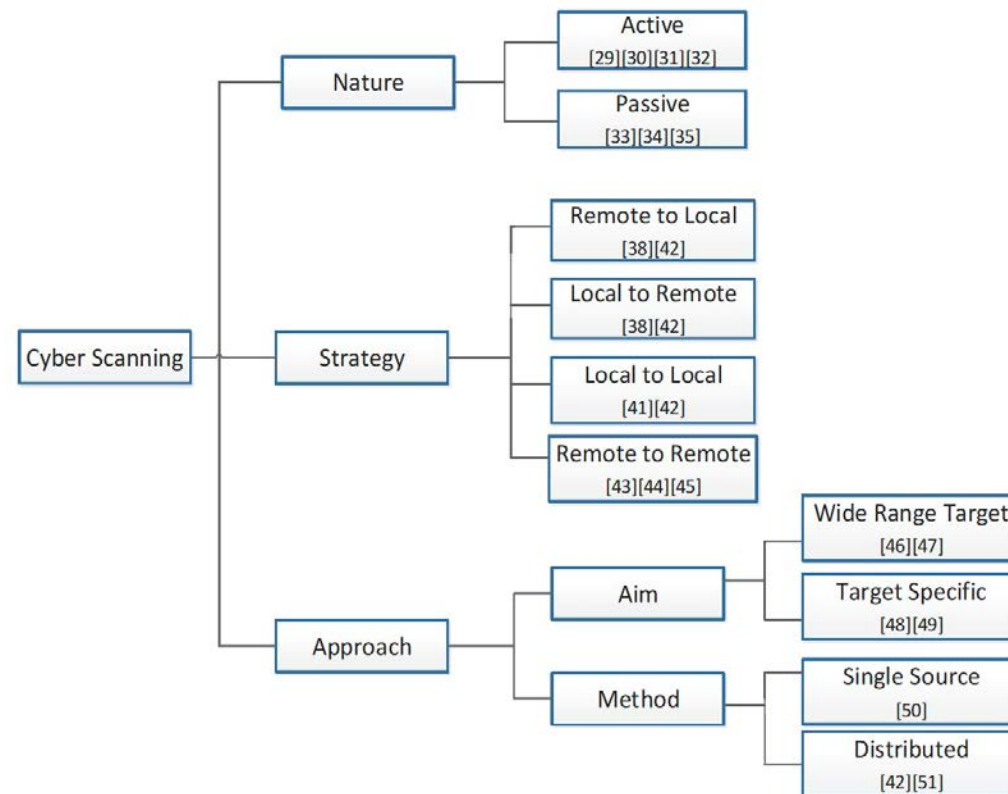 Cyber Scanning
Nature
Active
[29][30][31][32]
Passive
[33][34][35]
Strategy
Remote to Local
[38][42]
Local to Remote
[38][42]
Local to Local
[41][42]
Remote to Remote
[43][44][45]
Approach
Aim
Wide Range Target
[46][47]
Target Specific
[48][49]
Method
Single Source
[50]
Distributed
[42][51]